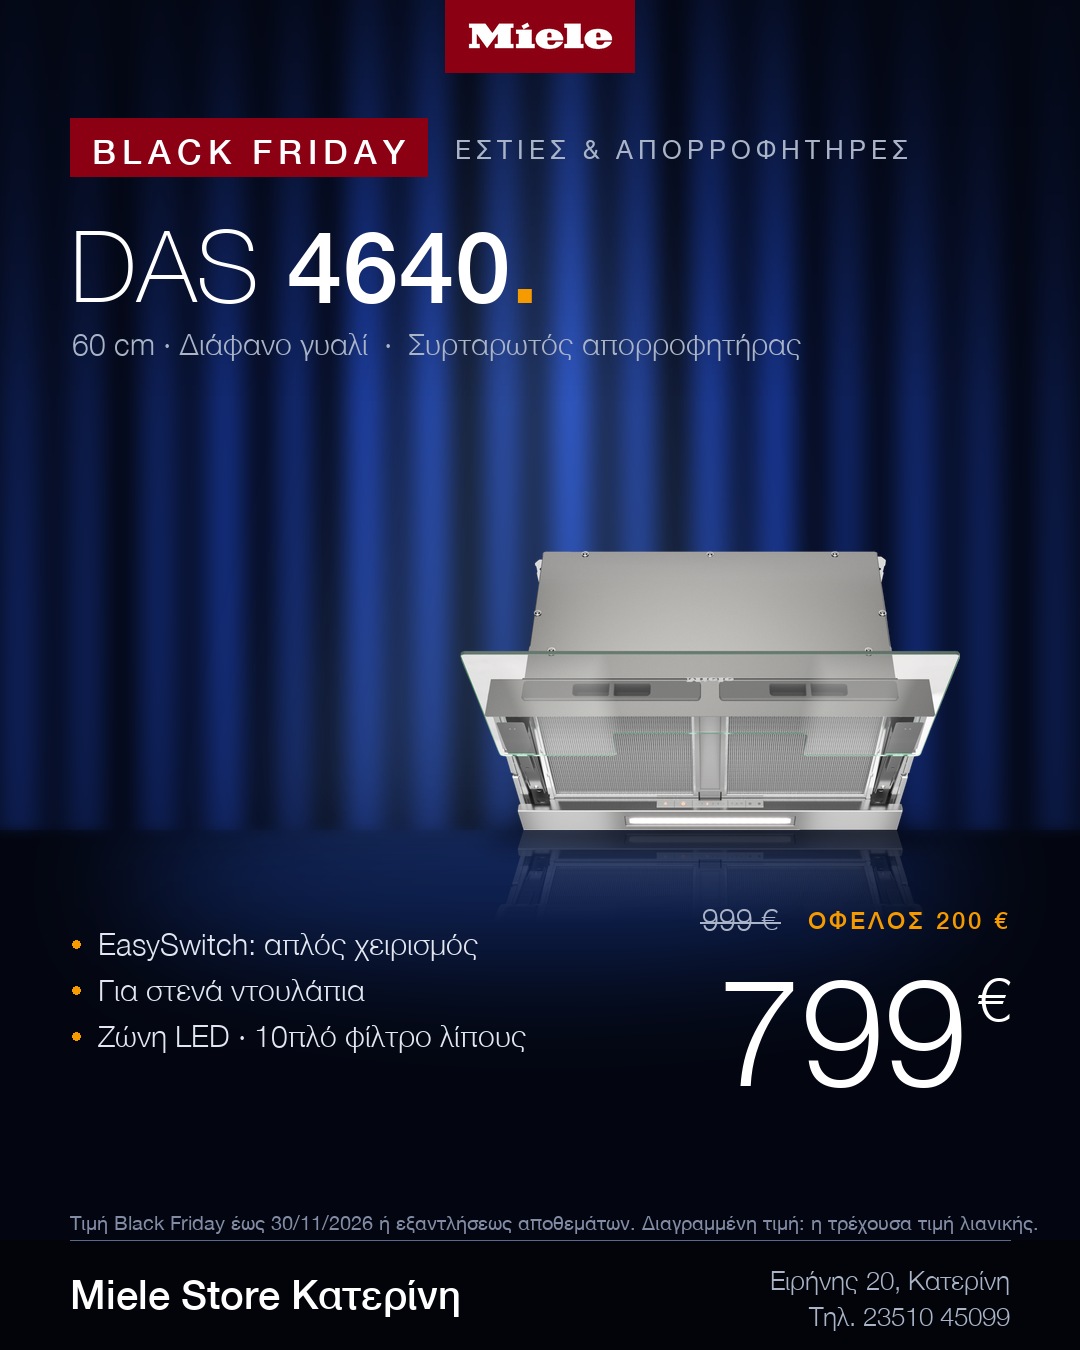 Miele
BLACK FRIDAY
ΕΣΤΙΕΣ & ΑΠΟΡΡΟΦΗΤΗΡΕΣ
DAS 4640.
60 cm · Διάφανο γυαλί · Συρταρωτός απορροφητήρας
999 € ΟΦΕΛΟΣ 200 €
799 €
EasySwitch: απλός χειρισμός
Για στενά ντουλάπια
Ζώνη LED · 10πλό φίλτρο λίπους
Τιμή Black Friday έως 30/11/2026 ή εξαντλήσεως αποθεμάτων. Διαγραμμένη τιμή: η τρέχουσα τιμή λιανικής.
Miele Store Κατερίνη
Ειρήνης 20, Κατερίνη
Τηλ. 23510 45099